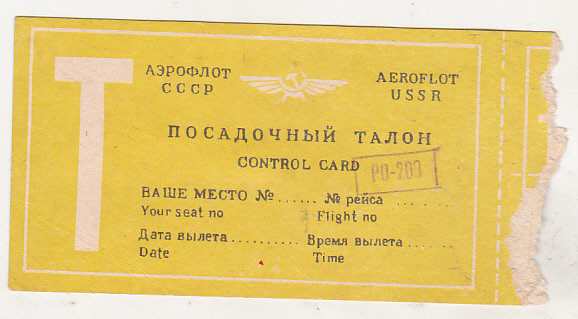 Т
АЭРОФЛОТ
СССР
AEROFLOT
USSR
ПОСАДОЧНЫЙ ТАЛОН
CONTROL CARD
РО-203
ВАШЕ МЕСТО №...... № рейса......
Your seat no Flight no
Дата вылета.......... Время вылета.......
Date Time